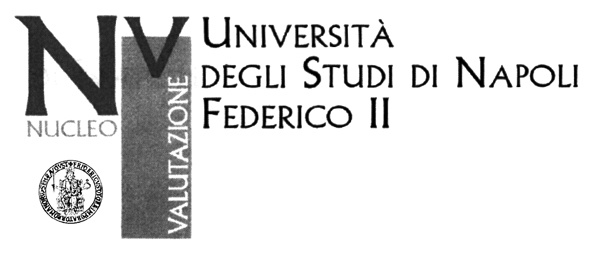 NV
NUCLEO
VALUTAZIONE
UNIVERSITÀ
DEGLI STUDI DI NAPOLI
FEDERICO II